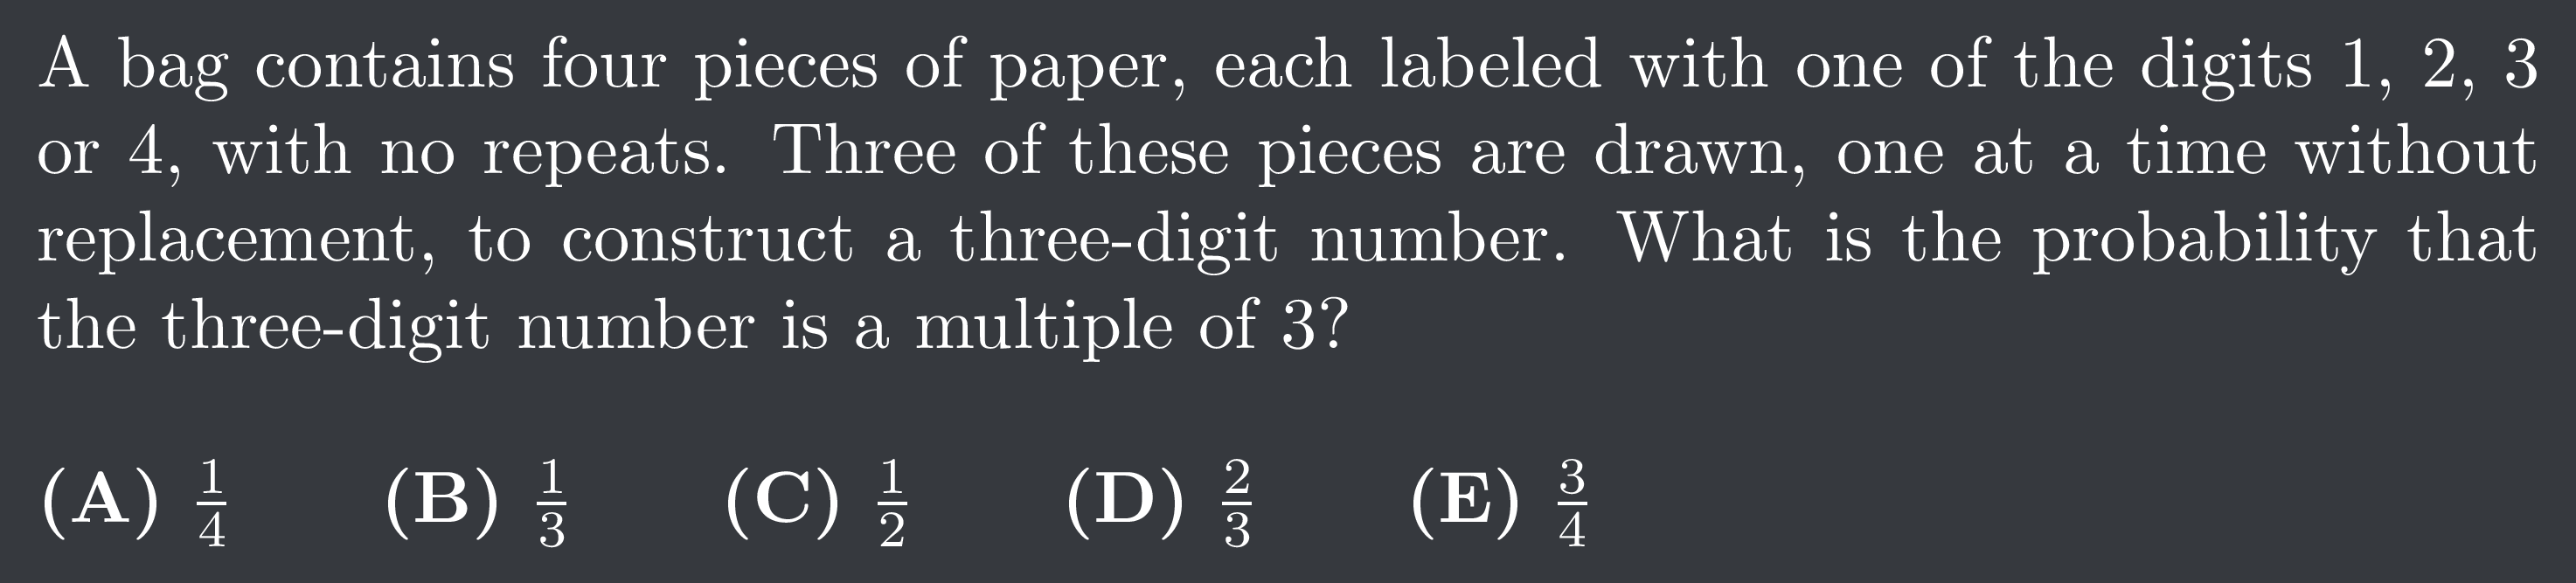 A bag contains four pieces of paper, each labeled with one of the digits 1, 2, 3
or 4, with no repeats. Three of these pieces are drawn, one at a time without
replacement, to construct a three-digit number. What is the probability that
the three-digit number is a multiple of 3?
(A) 1/4 (B) 1/3 (C) 1/2 (D) 2/3 (E) 3/4